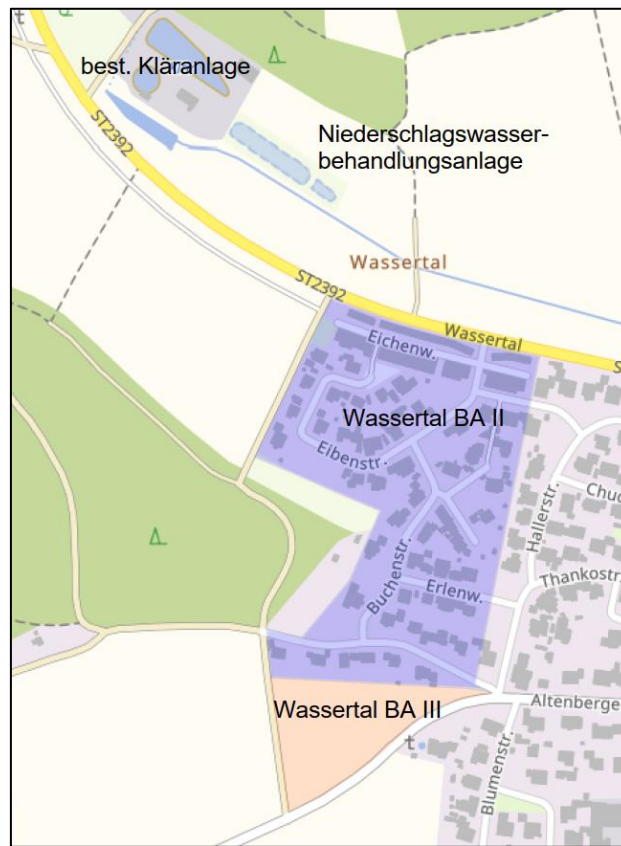 best. Kläranlage
ST2392
Niederschlagswasser-
behandlungsanlage
Wassertal
ST2392
Wassertal
S
Eichenw.
Wassertal BA II
Eibenstr.
Hallerstr.
Chud
Buchenstr.
Erlenw.
Thankostr.
Wassertal BA III
Altenberge
Blumenstr.